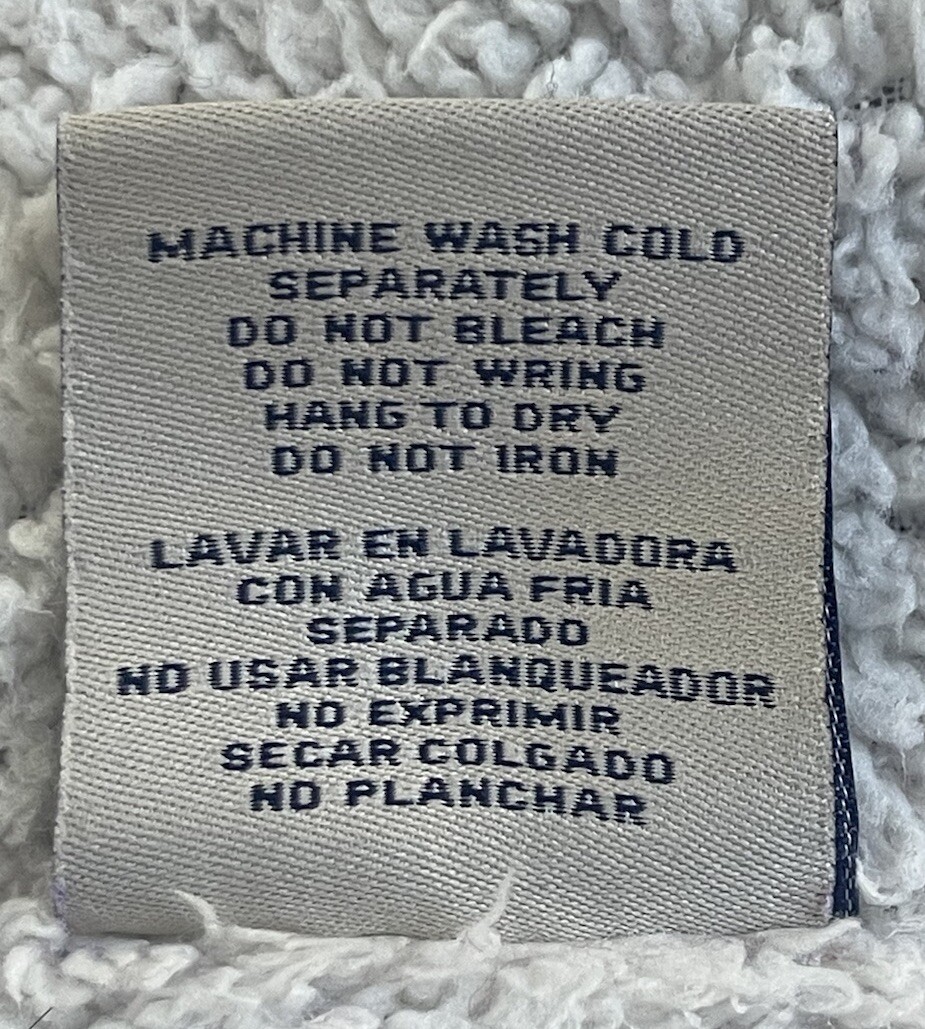 MACHINE WASH COLD
SEPARATELY
DO NOT BLEACH
DO NOT WRING
HANG TO DRY
DO NOT IRON
LAVAR EN LAVADORA
CON AGUA FRIA
SEPARADO
NO USAR BLANQUEADOR
NO EXPRIMIR
SECAR COLGADO
NO PLANCHAR